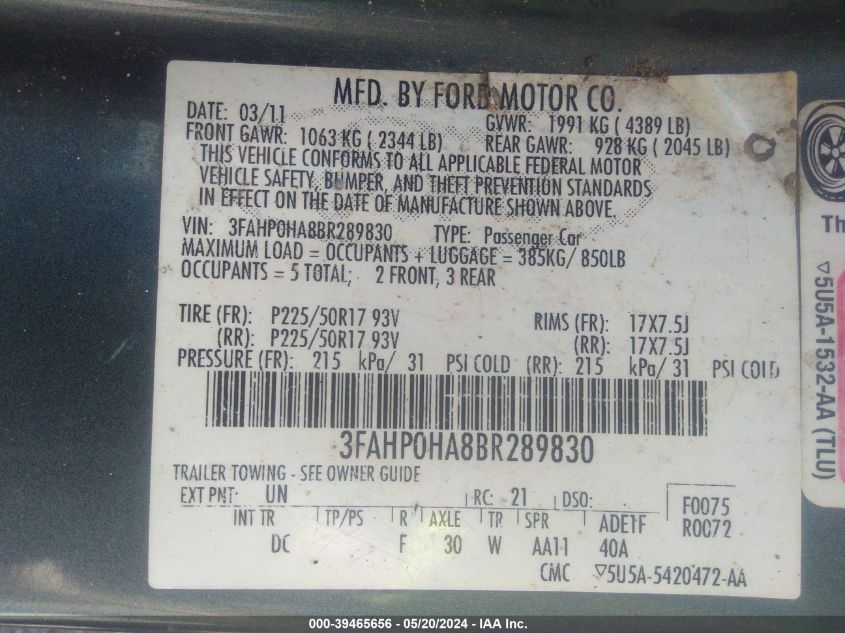 MFD. BY FORD MOTOR CO.
DATE: 03/11 GVWR: 1991 KG ( 4389 LB)
FRONT GAWR: 1063 KG ( 2344 LB) REAR GAWR: 928 KG ( 2045 LB)
THIS VEHICLE CONFORMS TO ALL APPLICABLE FEDERAL MOTOR
VEHICLE SAFETY, BUMPER, AND THEFT PREVENTION STANDARDS
IN EFFECT ON THE DATE OF MANUFACTURE SHOWN ABOVE.
VIN: 3FAHP0HA8BR289830 TYPE: Passenger Car
MAXIMUM LOAD = OCCUPANTS + LUGGAGE = 385KG/ 850LB
OCCUPANTS = 5 TOTAL; 2 FRONT, 3 REAR
TIRE (FR): P225/50R17 93V RIMS (FR): 17X7.5J
(RR): P225/50R17 93V (RR): 17X7.5J
PRESSURE (FR): 215 kPa/ 31 PSI COLD (RR): 215 kPa/ 31 PSI COLD
3FAHP0HA8BR289830
TRAILER TOWING - SEE OWNER GUIDE
EXT PNT: UN RC: 21 DSO: F0075
R0072
INT TR TP/PS R AXLE TR SPR ADE1F
DC F 30 W AA11 40A
CMC ▽5U5A-5420472-AA
Th
▽5U5A-1532-AA (TLU)
000-39465656 - 05/20/2024 - IAA Inc.